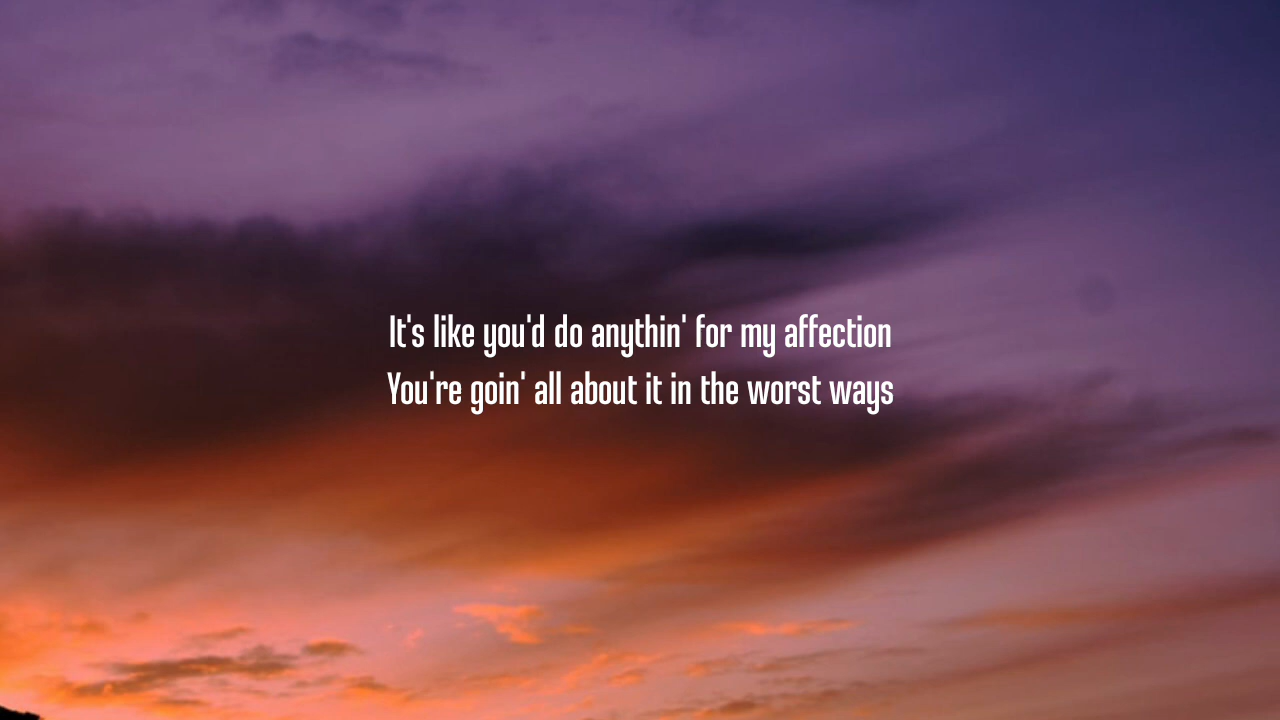 It's like you'd do anythin' for my affection
You're goin' all about it in the worst ways